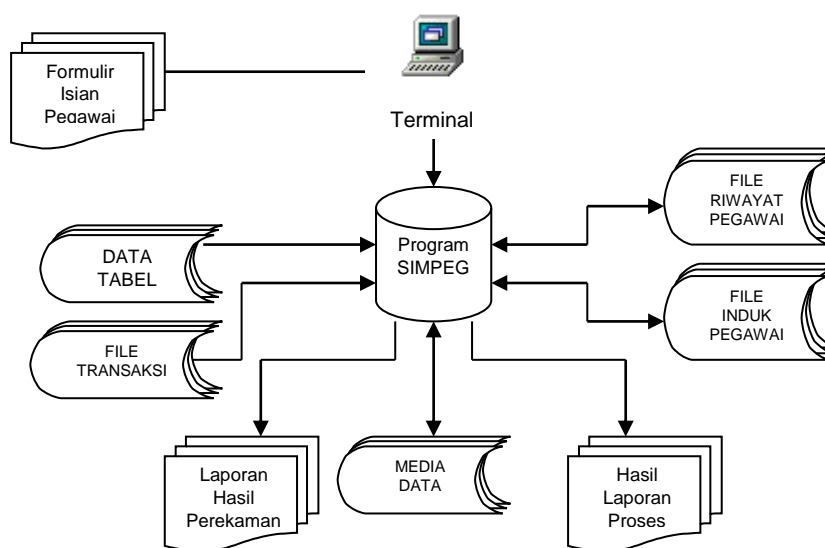 Formulir
Isian
Pegawai
Terminal
FILE
RIWAYAT
PEGAWAI
Program
SIMPEG
DATA
TABEL
FILE
INDUK
PEGAWAI
FILE
TRANSAKSI
Laporan
Hasil
Perekaman
MEDIA
DATA
Hasil
Laporan
Proses